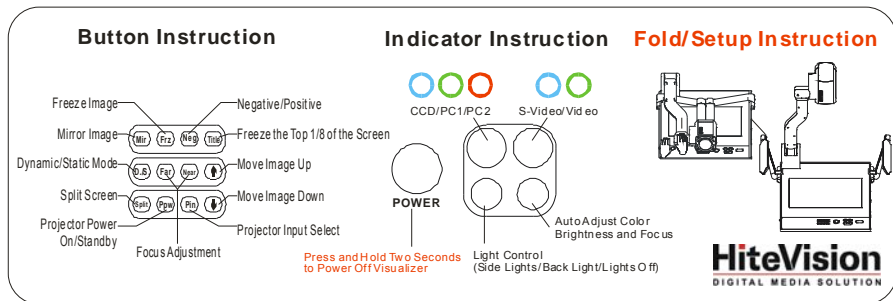 Button Instruction
Freeze Image
Negative/Positive
Mirror Image
Mir
Frz
Neg
Title
Freeze the Top 1/8 of the Screen
Dynamic/Static Mode
D.S
Far
Near
Move Image Up
Split Screen
Split
Ppw
Pin
Move Image Down
Projector Power
On/Standby
Focus Adjustment
Projector Input Select
Indicator Instruction
CCD/PC1/PC2
S-Video/Video
POWER
Press and Hold Two Seconds
to Power Off Visualizer
Auto Adjust Color
Brightness and Focus
Light Control
(Side Lights/Back Light/Lights Off)
Fold/Setup Instruction
HiteVision
DIGITAL MEDIA SOLUTION